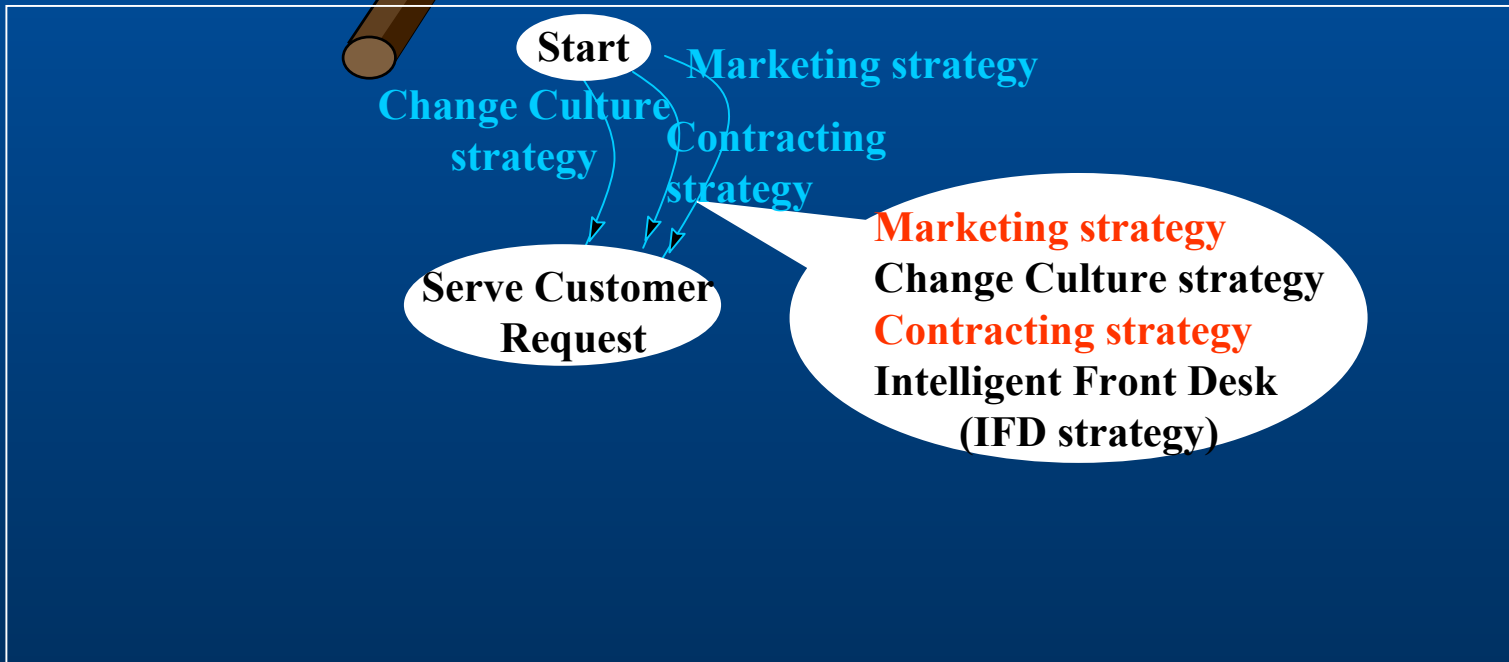 Start
Marketing strategy
Change Culture
strategy
Contracting
strategy
Serve Customer
Request
Marketing strategy
Change Culture strategy
Contracting strategy
Intelligent Front Desk
(IFD strategy)